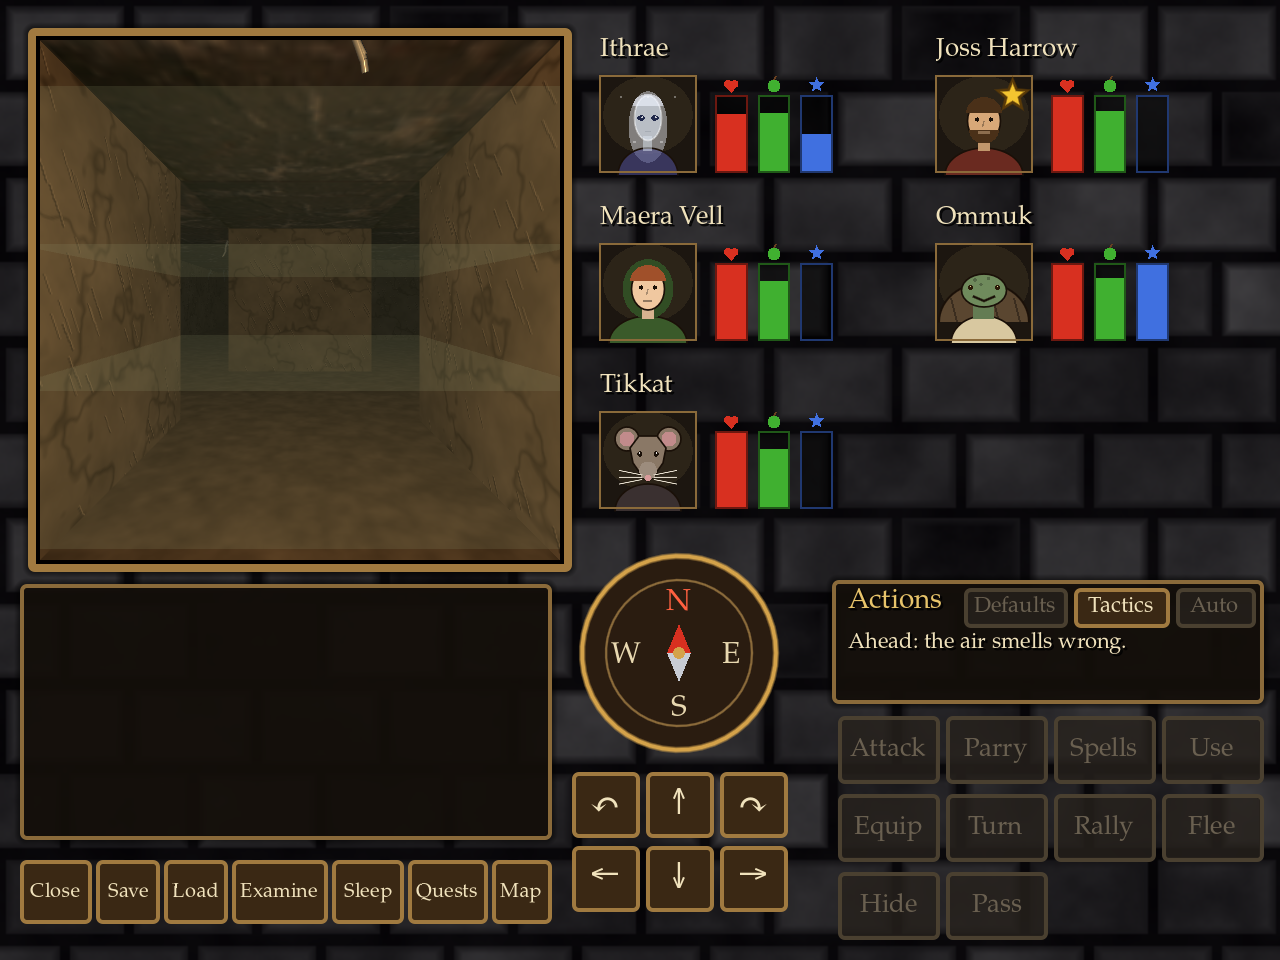 Ithrae
Joss Harrow
Maera Vell
Ommuk
Tikkat
N
W E
S
Actions Defaults Tactics Auto
Ahead: the air smells wrong.
Attack Parry Spells Use
Equip Turn Rally Flee
Hide Pass
Close Save Load Examine Sleep Quests Map